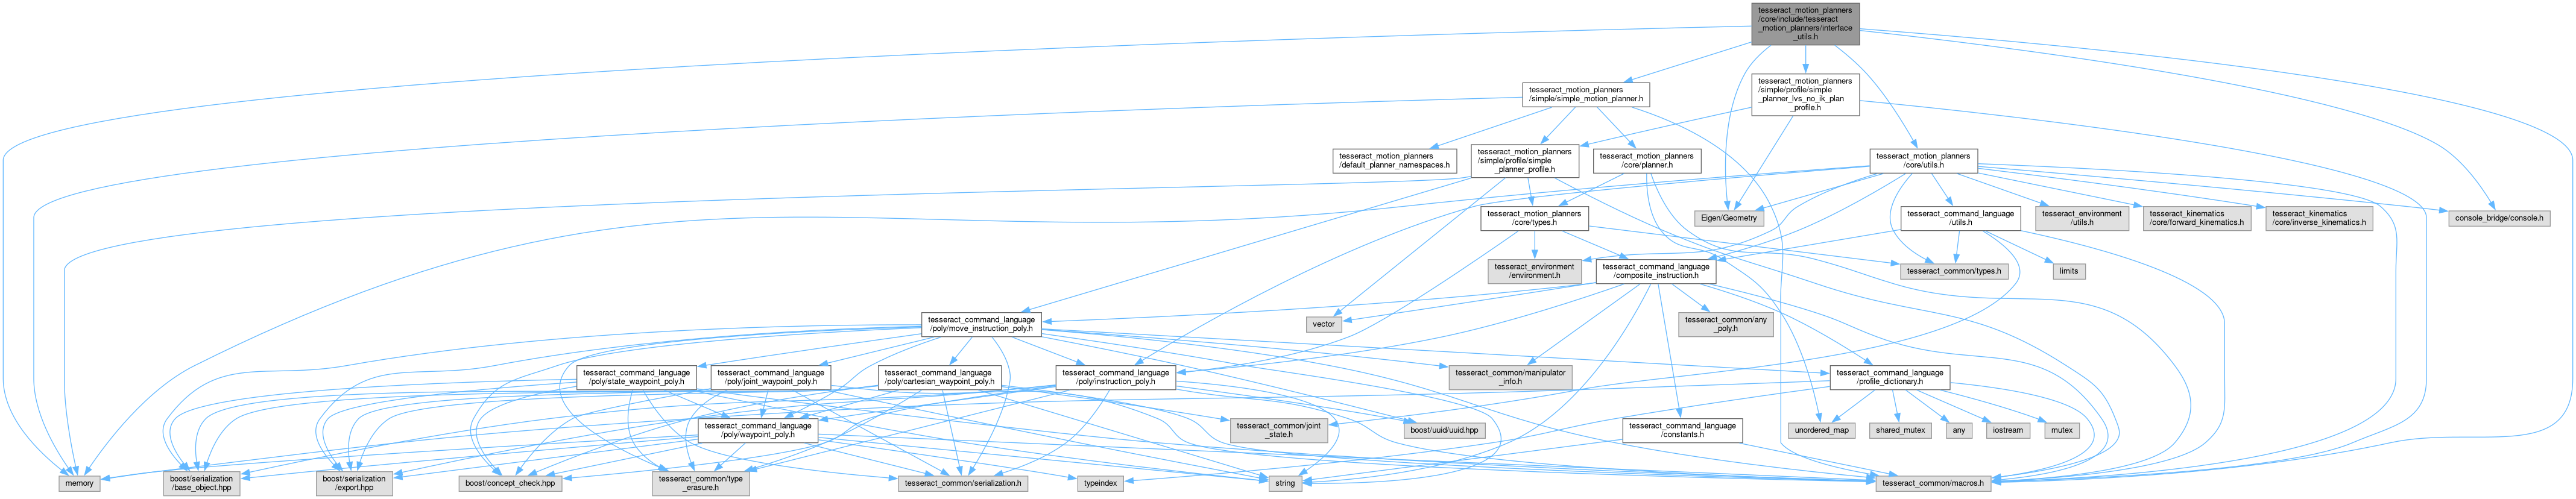 tesseract_motion_planners
/core/include/tesseract
_motion_planners/interface
_utils.h
tesseract_motion_planners
/simple/simple_motion_planner.h
tesseract_motion_planners
/simple/profile/simple
_planner_lvs_no_ik_plan
_profile.h
tesseract_motion_planners
/default_planner_namespaces.h
tesseract_motion_planners
/simple/profile/simple
_planner_profile.h
tesseract_motion_planners
/core/planner.h
tesseract_motion_planners
/core/utils.h
tesseract_motion_planners
/core/types.h
Eigen/Geometry
tesseract_command_language
/utils.h
tesseract_environment
/utils.h
tesseract_kinematics
/core/forward_kinematics.h
tesseract_kinematics
/core/inverse_kinematics.h
console_bridge/console.h
tesseract_environment
/environment.h
tesseract_command_language
/composite_instruction.h
tesseract_common/types.h
limits
tesseract_command_language
/poly/move_instruction_poly.h
vector
tesseract_common/any
_poly.h
tesseract_command_language
/poly/state_waypoint_poly.h
tesseract_command_language
/poly/joint_waypoint_poly.h
tesseract_command_language
/poly/cartesian_waypoint_poly.h
tesseract_command_language
/poly/instruction_poly.h
tesseract_common/manipulator
_info.h
tesseract_command_language
/profile_dictionary.h
tesseract_command_language
/poly/waypoint_poly.h
tesseract_common/joint
_state.h
boost/uuid/uuid.hpp
tesseract_command_language
/constants.h
unordered_map
shared_mutex
any
iostream
mutex
memory
boost/serialization
/base_object.hpp
boost/serialization
/export.hpp
boost/concept_check.hpp
tesseract_common/type
_erasure.h
tesseract_common/serialization.h
typeindex
string
tesseract_common/macros.h